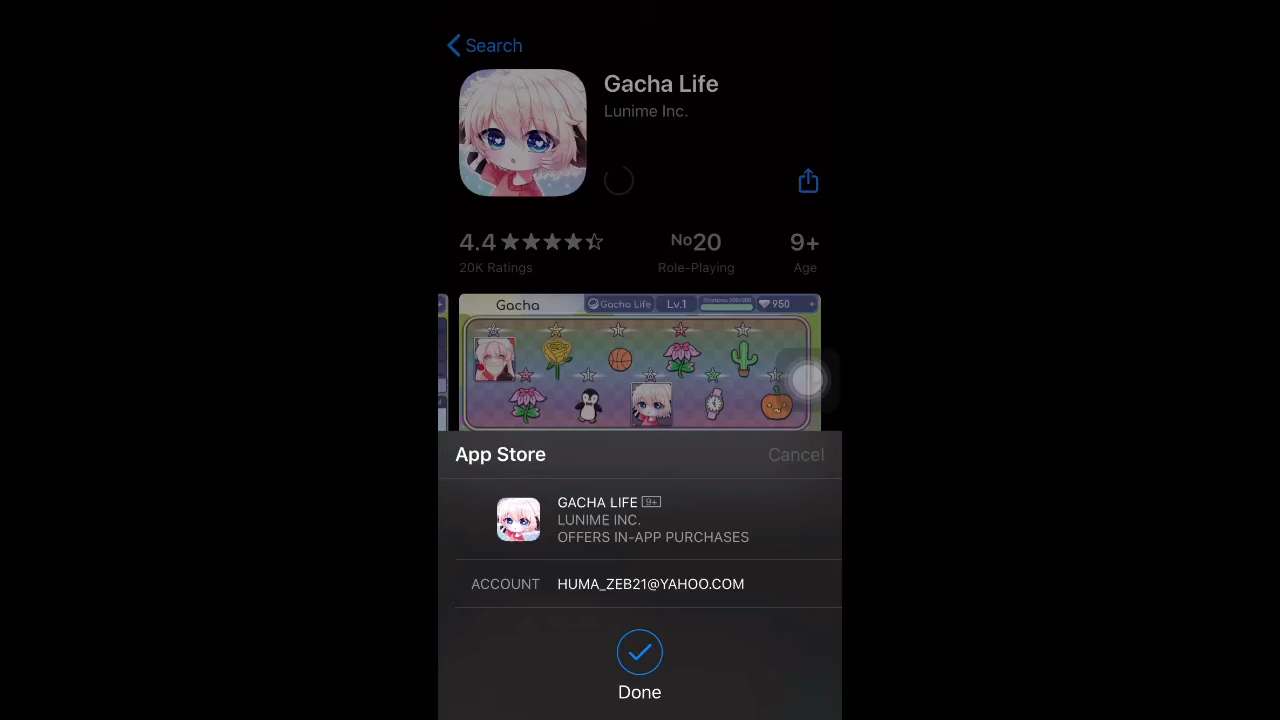 Search
Gacha Life
Lunime Inc.
4.4
No20
9+
20K Ratings
Role-Playing
Age
Gacha
Gacha Life
Lv.1
950
App Store
Cancel
GACHA LIFE 9+
LUNIME INC.
OFFERS IN-APP PURCHASES
ACCOUNT
HUMA_ZEB21@YAHOO.COM
Done